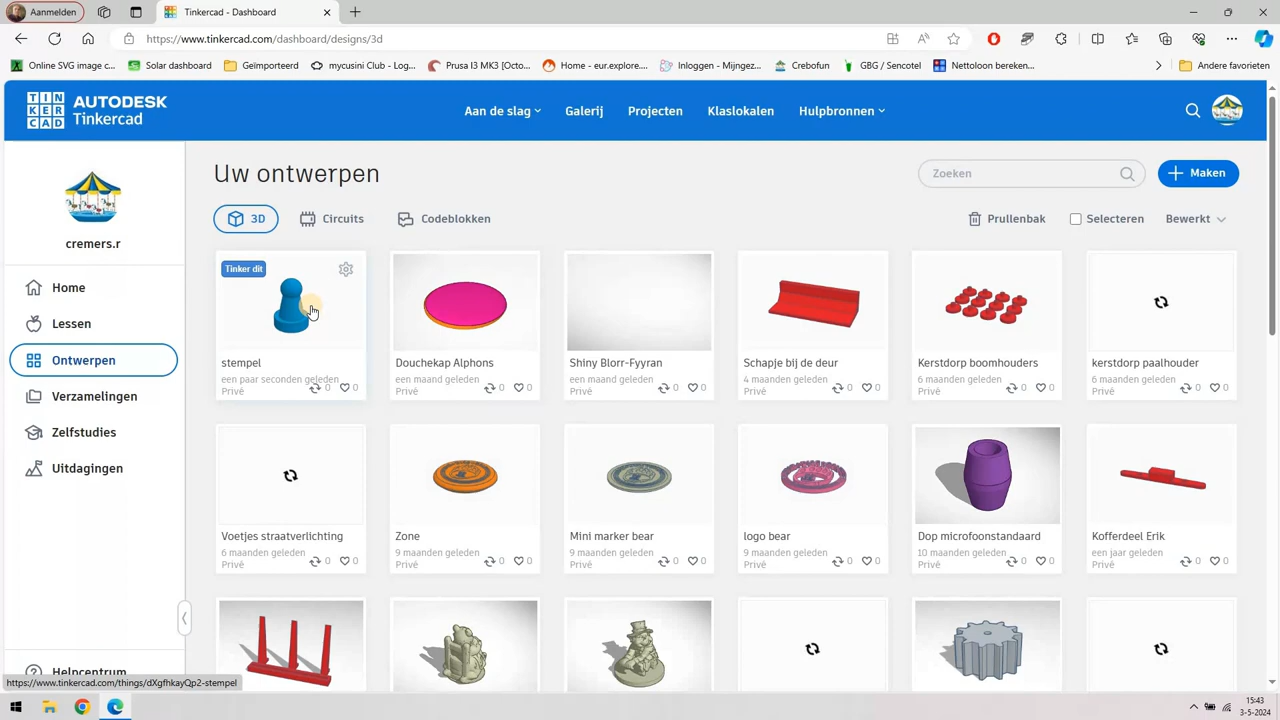 Aanmelden
Tinkercad - Dashboard
https://www.tinkercad.com/dashboard/designs/3d
Online SVG image c...
Solar dashboard
Geïmporteerd
mycusini Club - Log...
Prusa I3 MK3 [Octo...
Home - eur.explore....
Inloggen - Mijngez...
Crebofun
GBG / Sencotel
Nettoloon bereken...
Andere favorieten
TIN
KER
CAD
AUTODESK
Tinkercad
Aan de slag
Galerij
Projecten
Klaslokalen
Hulpbronnen
cremers.r
Home
Lessen
Ontwerpen
Verzamelingen
Zelfstudies
Uitdagingen
Helpcentrum
Uw ontwerpen
Zoeken
Maken
3D
Circuits
Codeblokken
Prullenbak
Selecteren
Bewerkt
Tinker dit
stempel
een paar seconden geleden
Privé
0
0
Douchekap Alphons
een maand geleden
Privé
0
0
Shiny Blorr-Fyyran
een maand geleden
Privé
0
0
Schapje bij de deur
4 maanden geleden
Privé
0
0
Kerstdorp boomhouders
6 maanden geleden
Privé
0
0
kerstdorp paalhouder
6 maanden geleden
Privé
0
0
Voetjes straatverlichting
6 maanden geleden
Privé
0
0
Zone
9 maanden geleden
Privé
0
0
Mini marker bear
9 maanden geleden
Privé
0
0
logo bear
9 maanden geleden
Privé
0
0
Dop microfoonstandaard
10 maanden geleden
Privé
0
0
Kofferdeel Erik
een jaar geleden
Privé
0
0
https://www.tinkercad.com/things/dXgfhkayQp2-stempel
15:43
3-5-2024